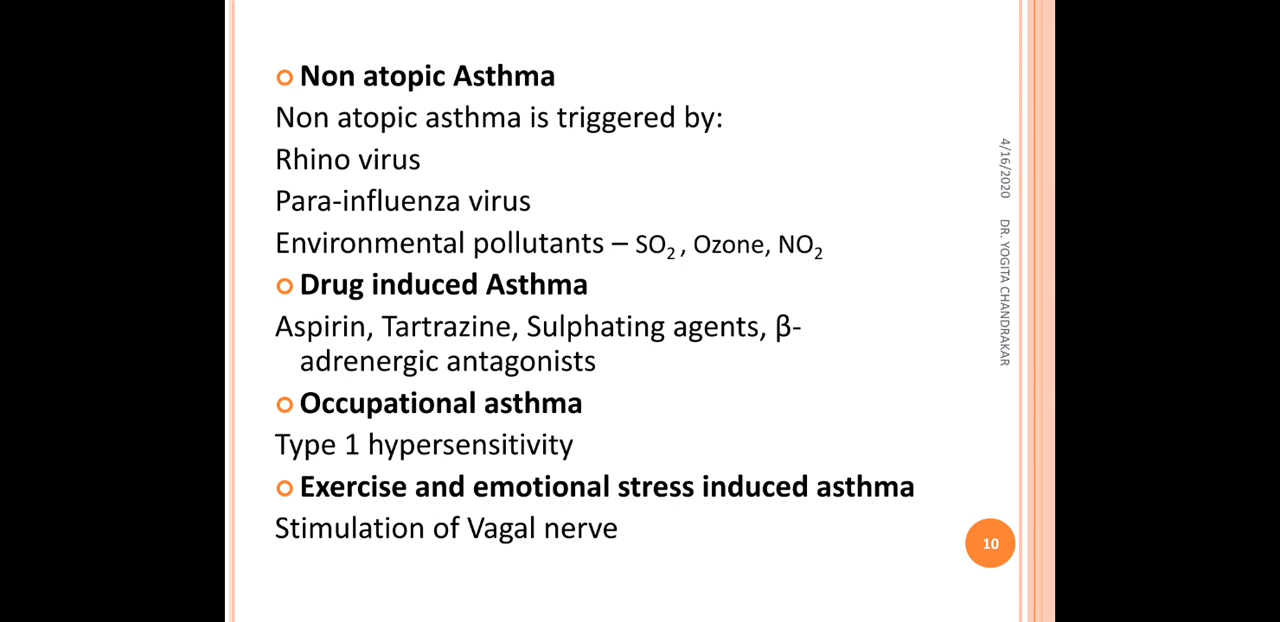 Non atopic Asthma
Non atopic asthma is triggered by:
Rhino virus
Para-influenza virus
Environmental pollutants – SO₂ , Ozone, NO₂
Drug induced Asthma
Aspirin, Tartrazine, Sulphating agents, β-
adrenergic antagonists
Occupational asthma
Type 1 hypersensitivity
Exercise and emotional stress induced asthma
Stimulation of Vagal nerve
4/16/2020 DR. YOGITA CHANDRAKAR
10